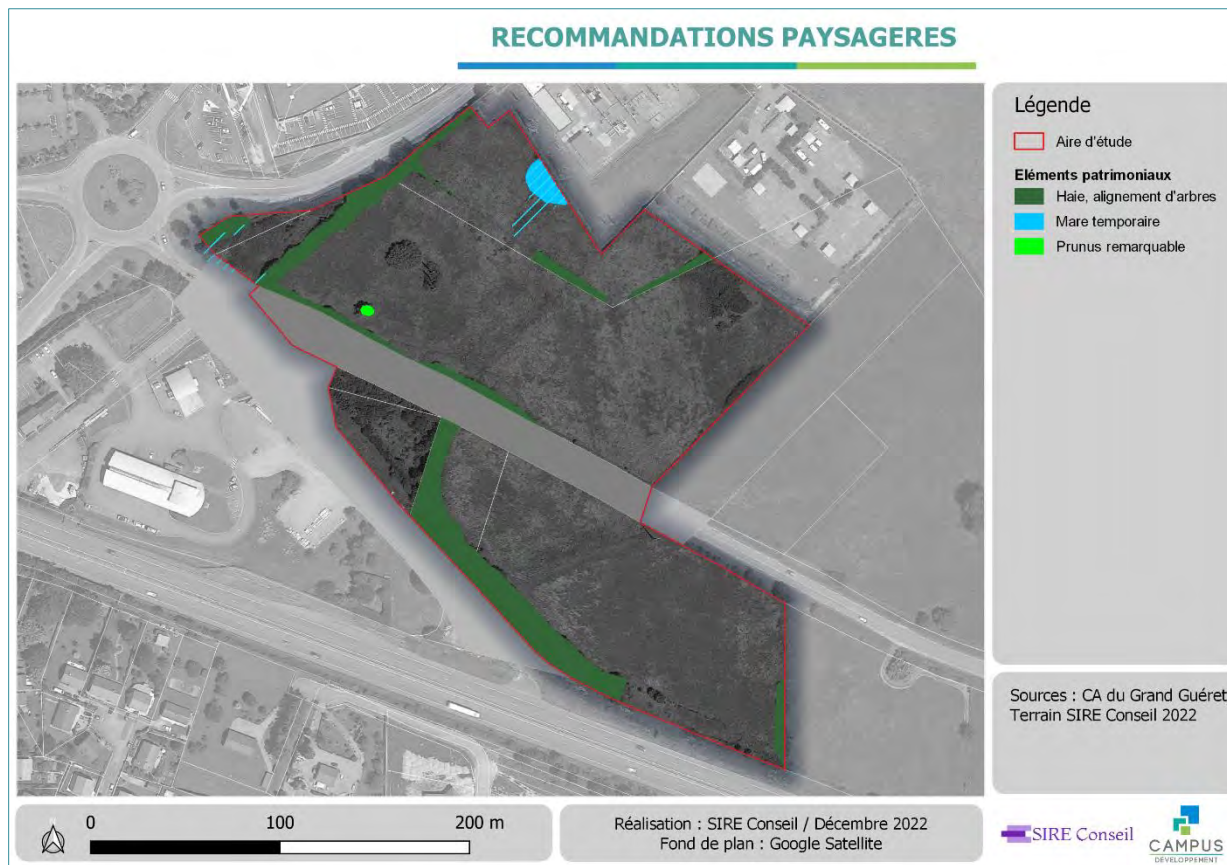 RECOMMANDATIONS PAYSAGERES
Légende
Aire d'étude
Eléments patrimoniaux
Haie, alignement d'arbres
Mare temporaire
Prunus remarquable
Sources : CA du Grand Guéret
Terrain SIRE Conseil 2022
0 100 200 m
Réalisation : SIRE Conseil / Décembre 2022
Fond de plan : Google Satellite
SIRE Conseil
CAMPUS
DÉVELOPPEMENT